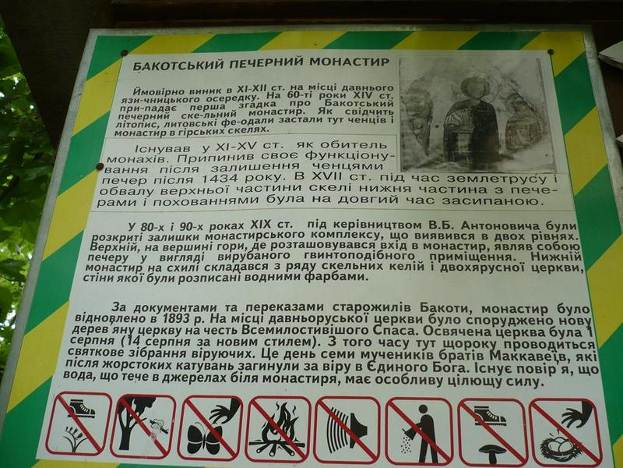 БАКОТСЬКИЙ ПЕЧЕРНИЙ МОНАСТИР
Ймовірно виник в XI-XII ст. на місці давнього
язи-чницького осередку. На 60-ті роки XIV ст,
при-падає перша згадка про Бакотський
печерний ске-льний монастир. Як свідчить
літопис, литовські фе-одали застали тут ченців і
монастир в гірських скелях.
Існував у XI-XV ст. як обитель
монахів. Припинив своє функціону-
вання після залишення ченцями
печер після 1434 року. В XVII ст. під час землетрусу і
обвалу верхньої частини скелі нижня частина з пече-
рами і похованнями була на довгий час засипаною.
У 80-х і 90-х роках XIX ст. під керівництвом В.Б. Антоновича були
розкриті залишки монастирського комплексу, що виявився в двох рівнях.
Верхній, на вершині гори, де розташовувався вхід в монастир, являв собою
печеру у вигляді вирубаного гвинтоподібного приміщення. Нижній
монастир на схилі складався з ряду скельних келій і двохярусної церкви,
стіни якої були розписані водними фарбами.
За документами та переказами старожилів Бакоти, монастир було
відновлено в 1893 року. На місці давньоруської церкви було споруджено нову
дерев яну церкву на честь Всемилостивішого Спаса. Освячена церква була 1
серпня (14 серпня за новим стилем). З того часу тут щороку проводиться
святкове зібрання віруючих. Це день семи мучеників братів Маккавеїв, які
після жорстоких катувань загинули за віру в Єдиного Бога. Існує повір´я, що
вода, що тече в джерелах біля монастиря, має особливу цілющу силу.